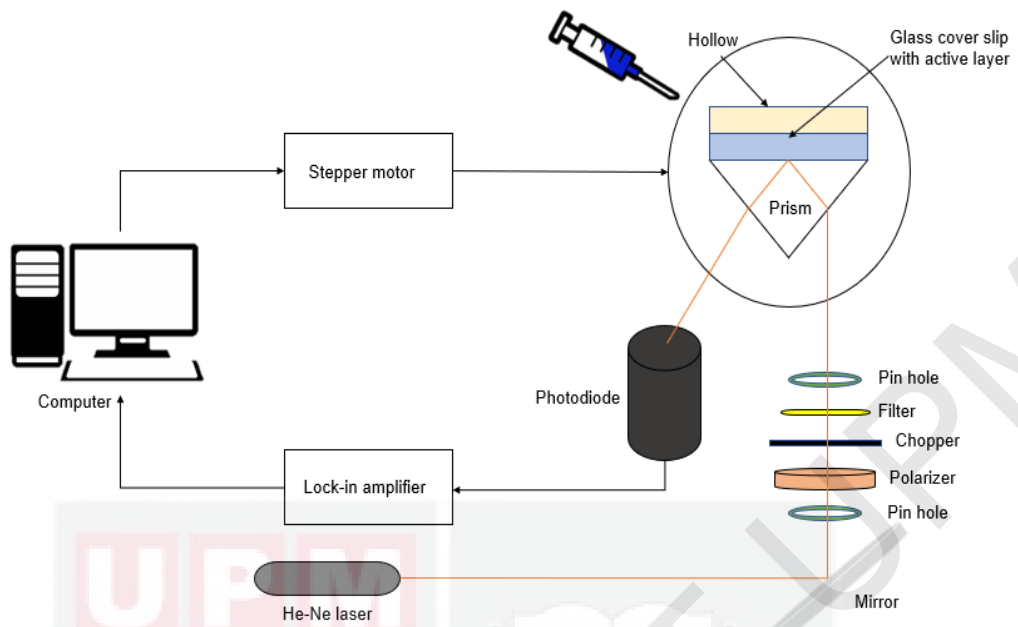 Hollow
Glass cover slip
with active layer
Stepper motor
Prism
Computer
Photodiode
Pin hole
Filter
Chopper
Polarizer
Pin hole
Lock-in amplifier
He-Ne laser
Mirror
UPM
UPM